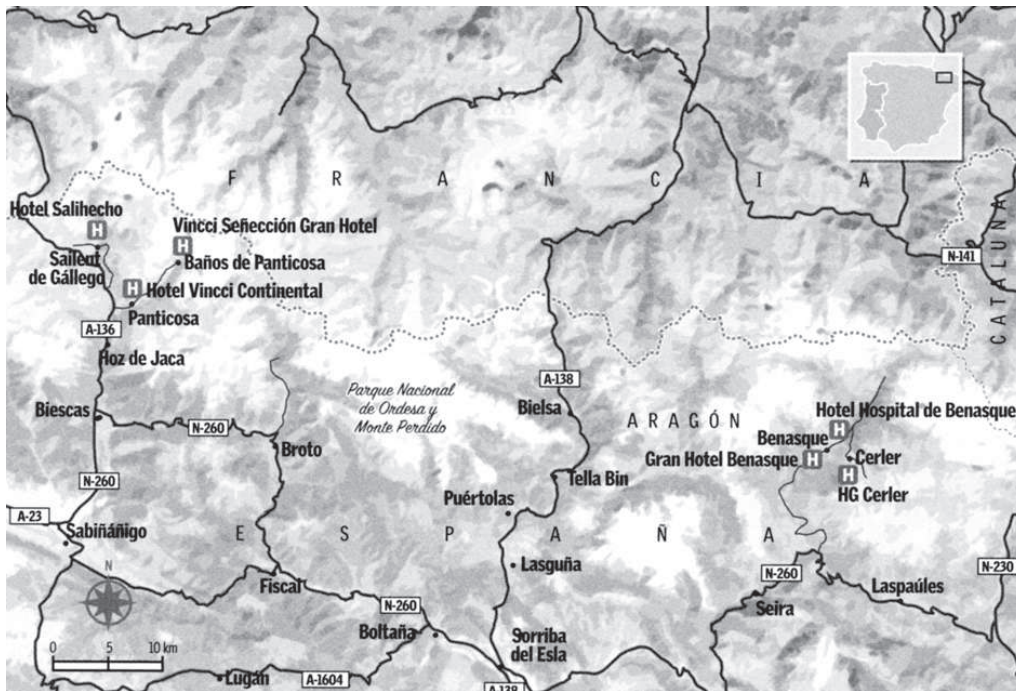 F R A N C I A
Hotel Salihecho
H
Vincci Señección Gran Hotel
H
Sallent
de Gállego
Baños de Panticosa
H
Hotel Vincci Continental
Panticosa
N-141
CATALUNA
A-136
Hoz de Jaca
Parque Nacional
de Ordesa y
Monte Perdido
A-138
Bielsa
ARAGÓN
Hotel Hospital de Benasque
H
Biescas
N-260
Broto
Benasque
Gran Hotel Benasque
H
Cerler
H
HG Cerler
N-260
Tella Bin
Puértolas
A-23
Sabiñánigo
E S P A Ñ A
Lasguña
N
Fiscal
N-260
N-260
Seira
Laspaúles
N-230
Boltaña
Sorriba
del Esla
0 5 10 km
Lugán
A-1604
A-138